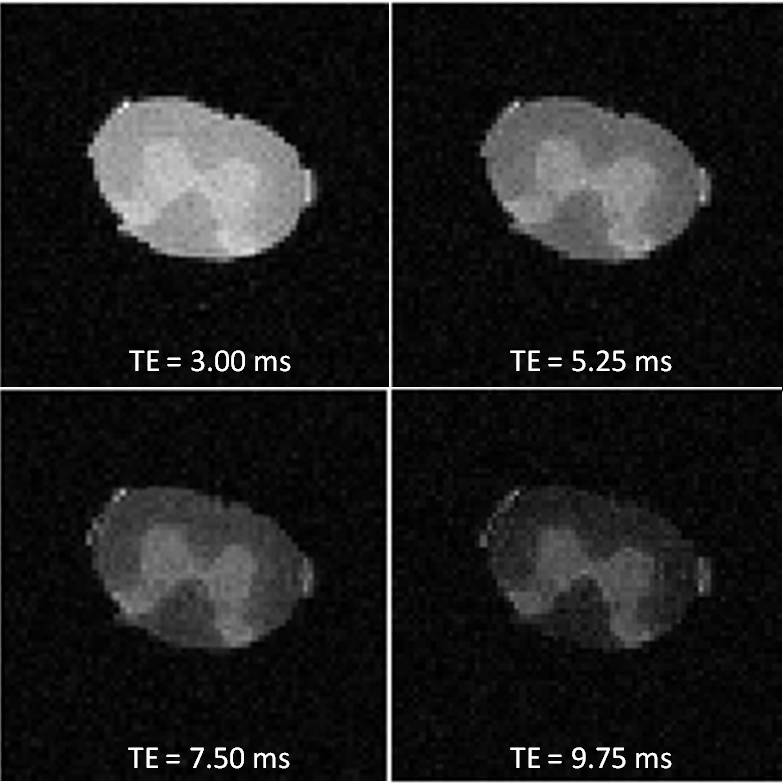 TE = 3.00 ms
TE = 5.25 ms
TE = 7.50 ms
TE = 9.75 ms